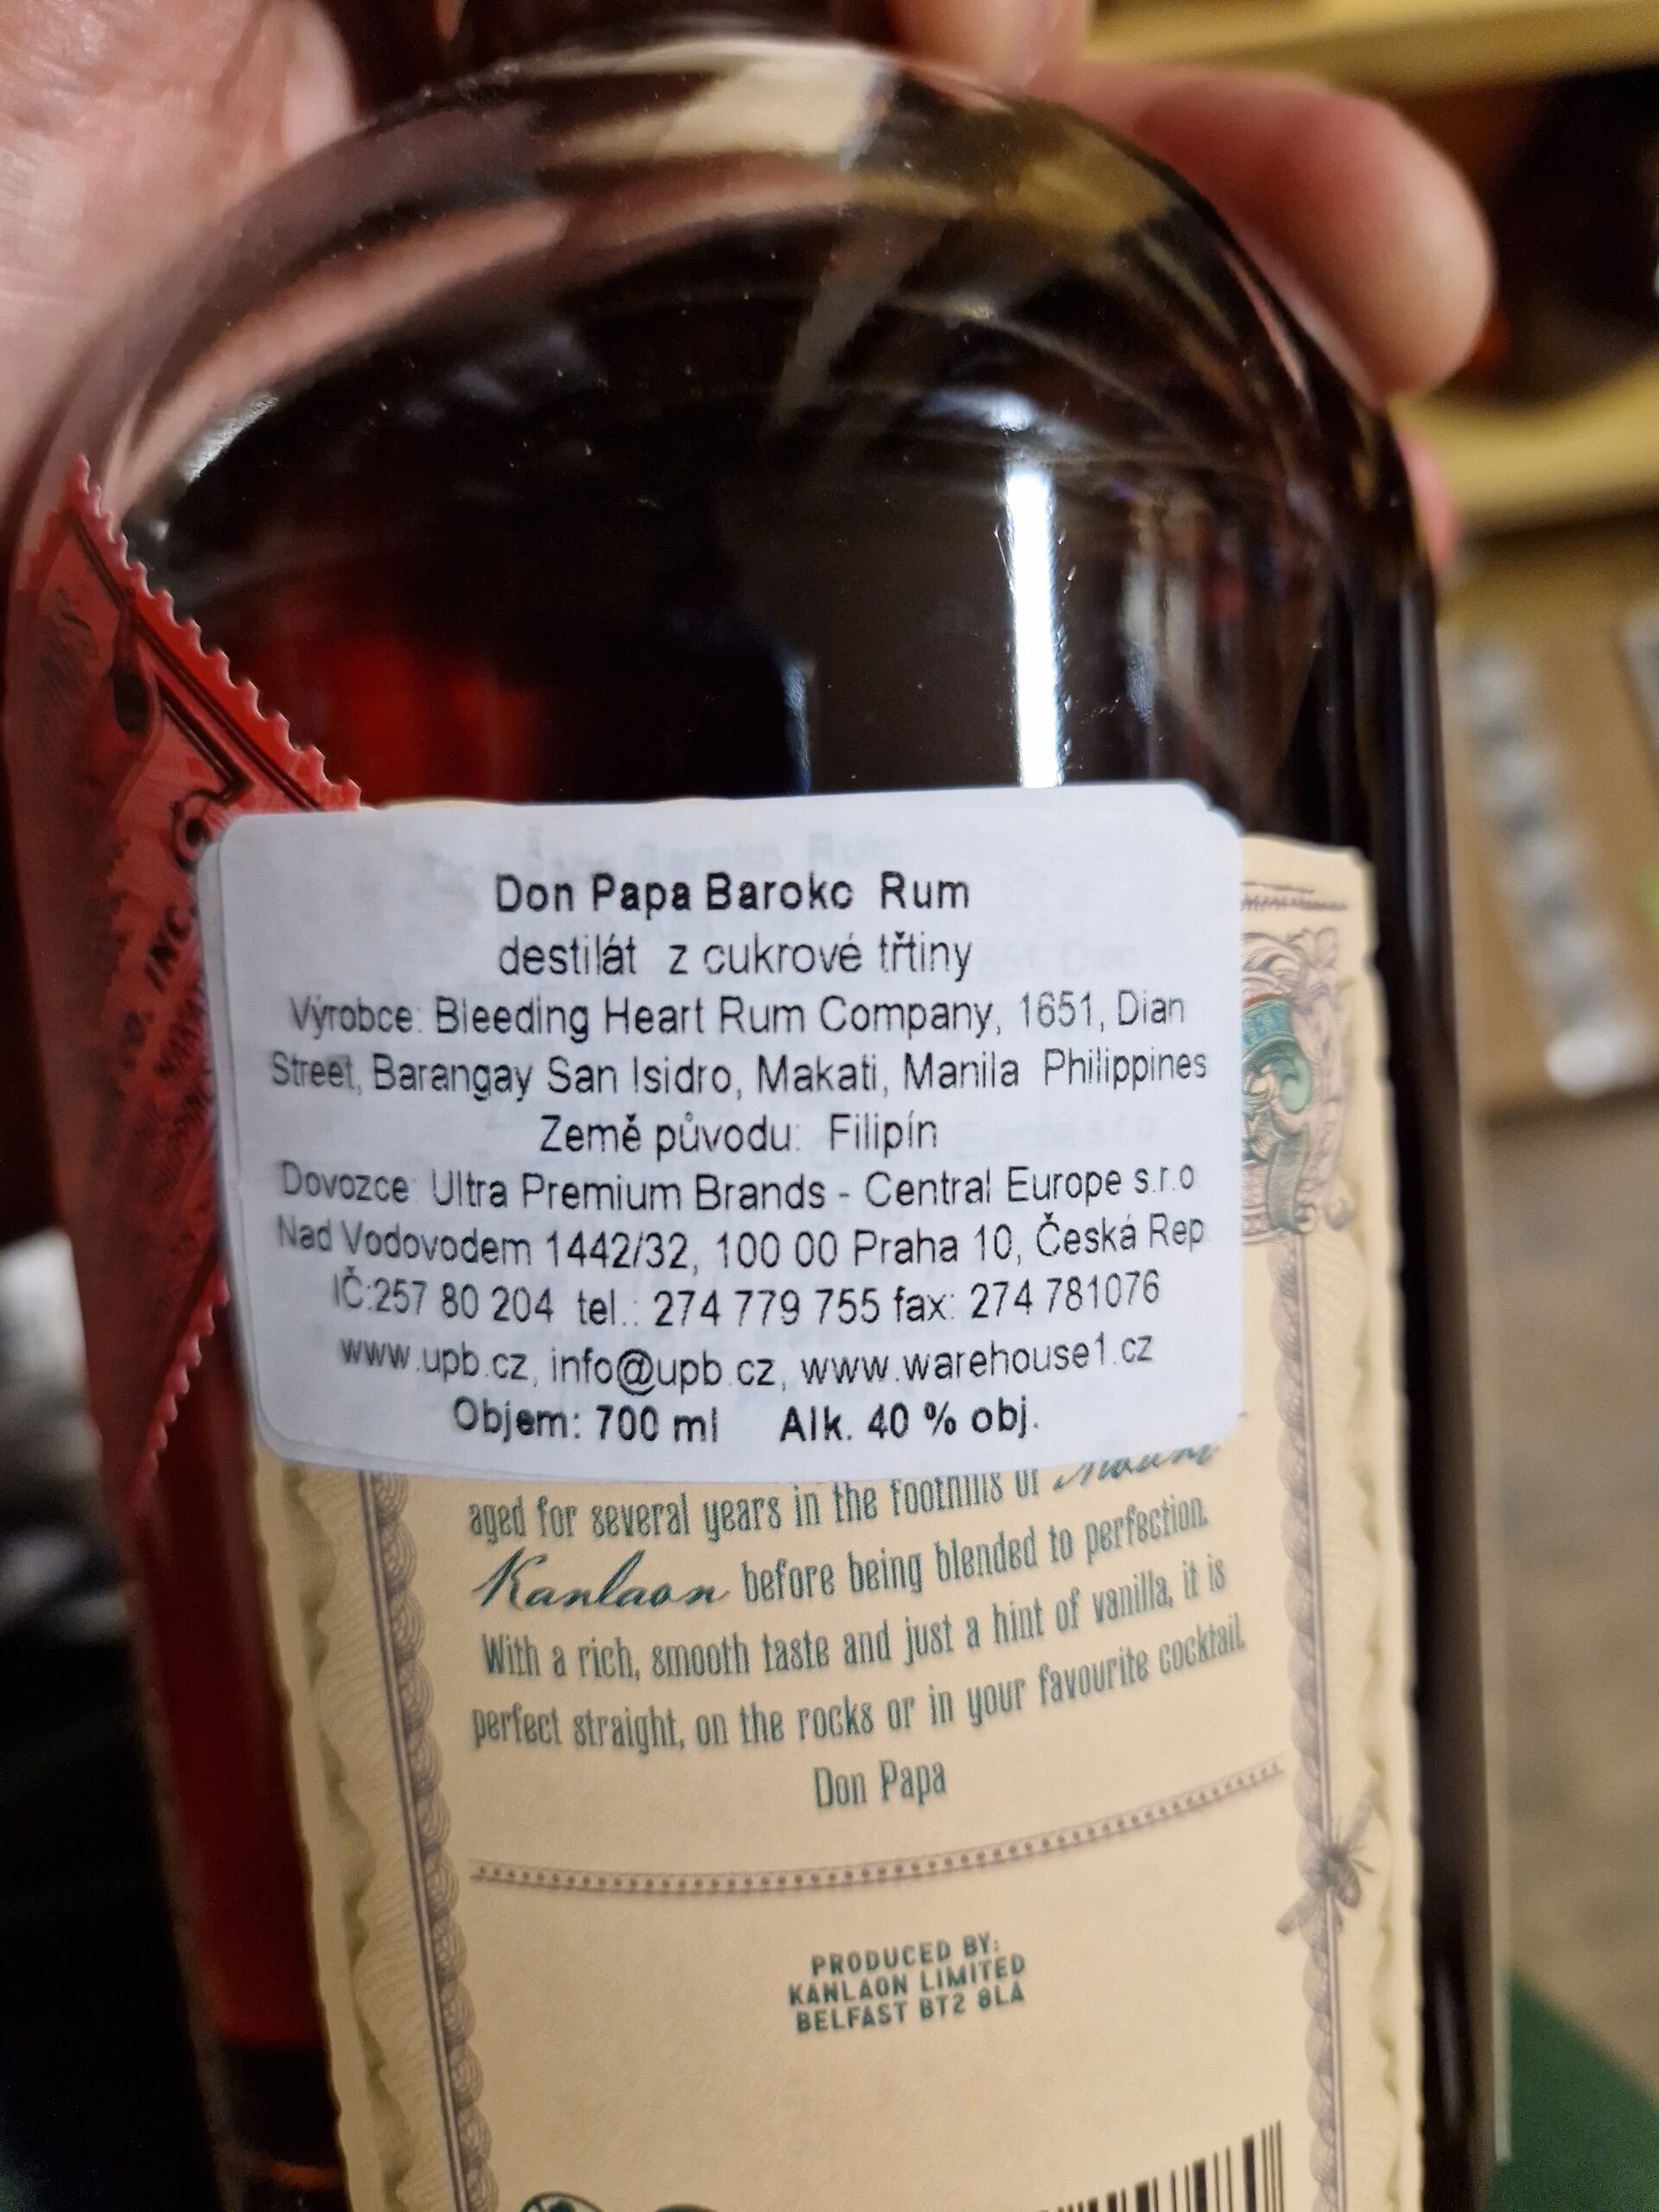 INC.
Don Papa Baroko Rum
destilát z cukrové třtiny
Výrobce: Bleeding Heart Rum Company, 1651, Dian
Street, Barangay San Isidro, Makati, Manila Philippines
Země původu: Filipín
Dovozce: Ultra Premium Brands - Central Europe s.r.o
Nad Vodovodem 1442/32, 100 00 Praha 10, Česká Rep
IČ:257 80 204 tel.: 274 779 755 fax: 274 781076
www.upb.cz, info@upb.cz, www.warehouse1.cz
Objem: 700 ml Alk. 40 % obj.
aged for several years in the foothills of Mount
Kanlaon before being blended to perfection.
With a rich, smooth taste and just a hint of vanilla, it is
perfect straight, on the rocks or in your favourite cocktail.
Don Papa
PRODUCED BY:
KANLAON LIMITED
BELFAST BT2 8LA